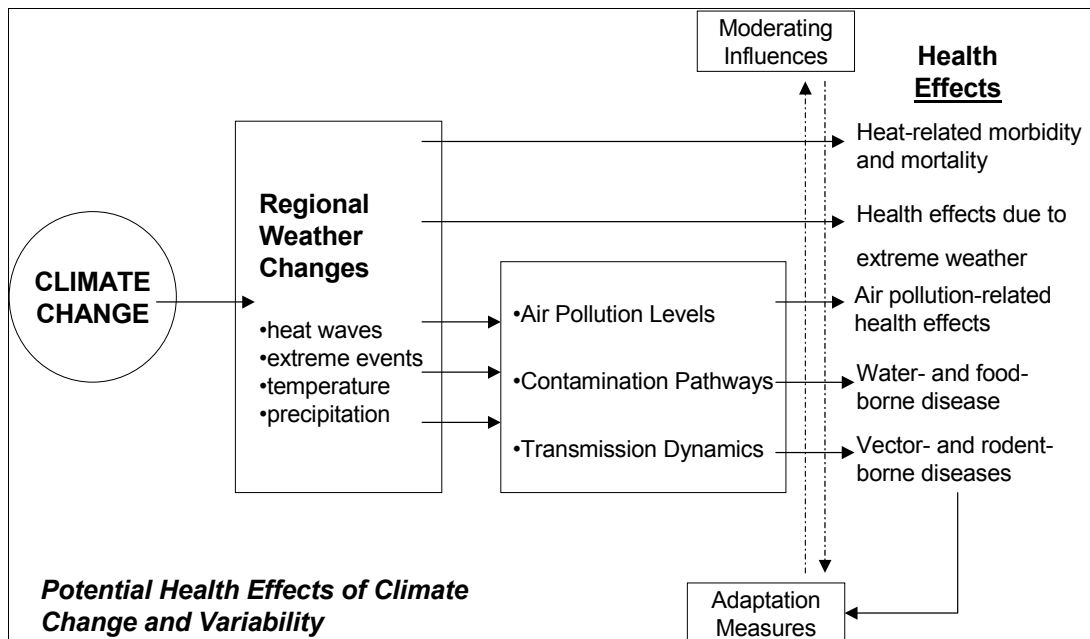 Moderating
Influences
Health
Effects
Heat-related morbidity
and mortality
Regional
Weather
Changes
Health effects due to
extreme weather
CLIMATE
CHANGE
•heat waves
•extreme events
•temperature
•precipitation
•Air Pollution Levels
•Contamination Pathways
•Transmission Dynamics
Air pollution-related
health effects
Water- and food-
borne disease
Vector- and rodent-
borne diseases
Potential Health Effects of Climate
Change and Variability
Adaptation
Measures